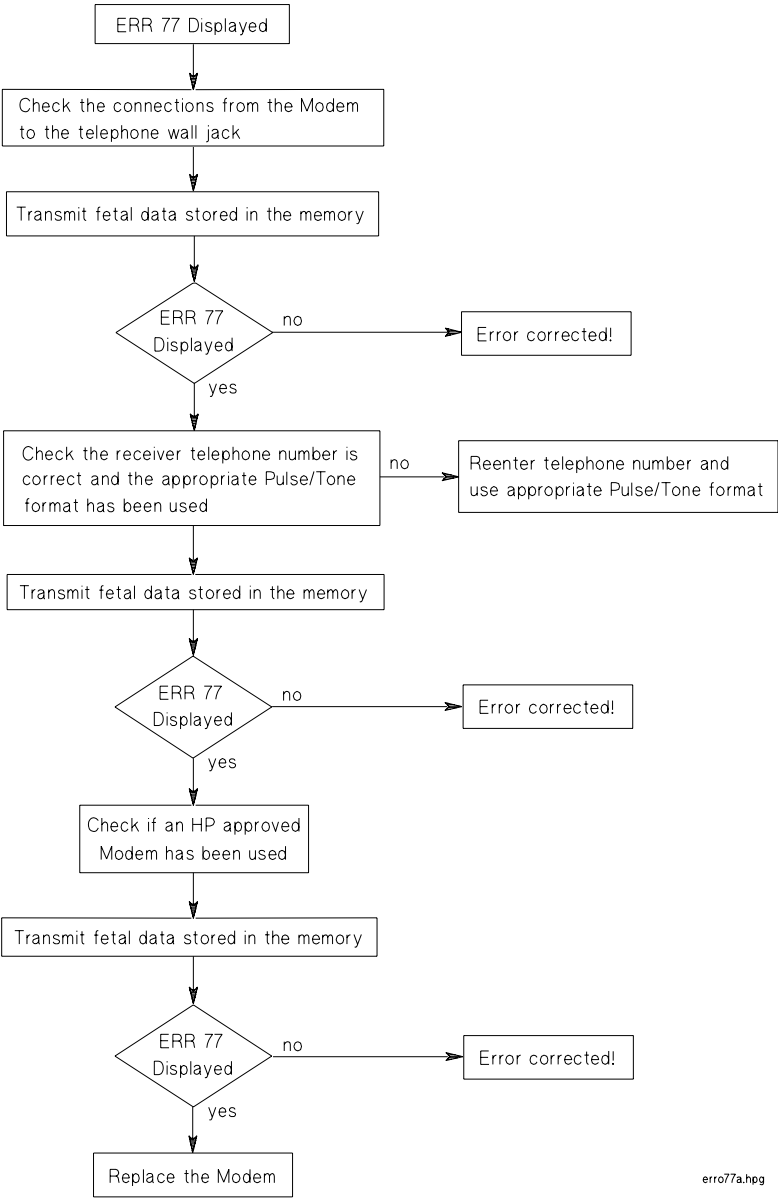 ERR 77 Displayed
Check the connections from the Modem
to the telephone wall jack
Transmit fetal data stored in the memory
ERR 77
Displayed
no
Error corrected!
yes
Check the receiver telephone number is
correct and the appropriate Pulse/Tone
format has been used
no
Reenter telephone number and
use appropriate Pulse/Tone format
Transmit fetal data stored in the memory
ERR 77
Displayed
no
Error corrected!
yes
Check if an HP approved
Modem has been used
Transmit fetal data stored in the memory
ERR 77
Displayed
no
Error corrected!
yes
Replace the Modem
erro77a.hpg